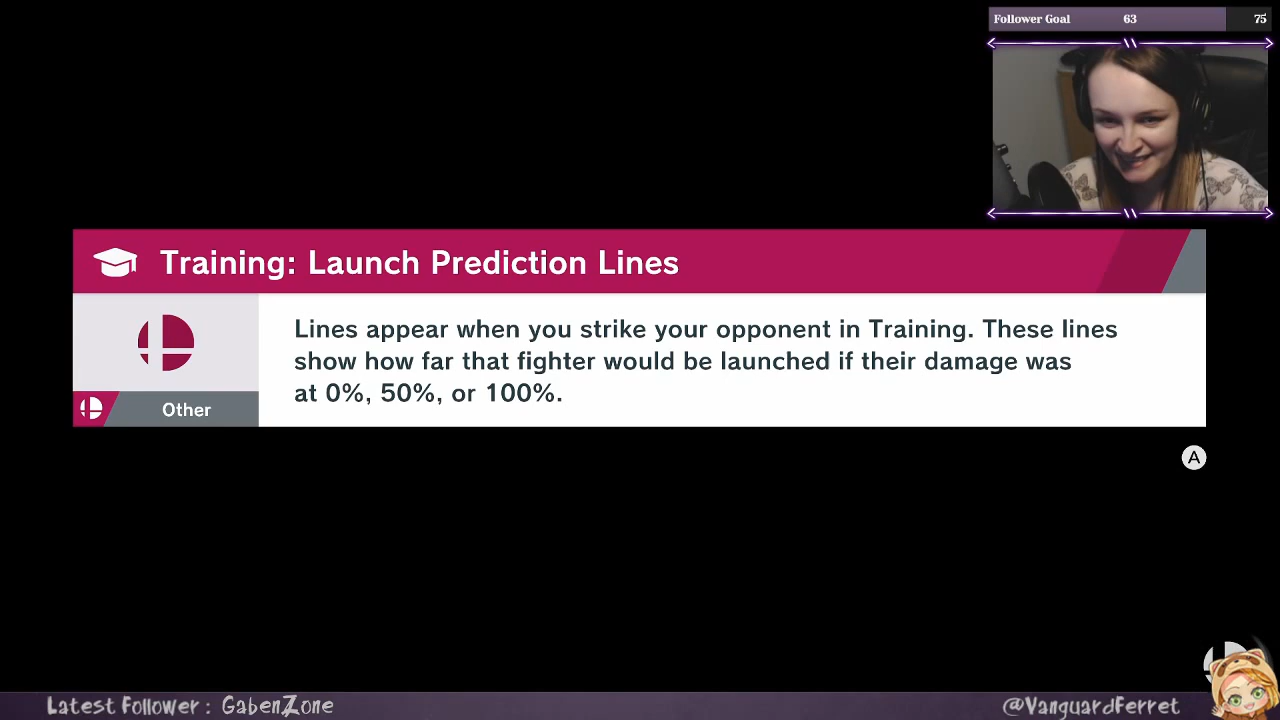 Follower Goal 63 75
Training: Launch Prediction Lines
Lines appear when you strike your opponent in Training. These lines
show how far that fighter would be launched if their damage was
at 0%, 50%, or 100%.
Other
A
Latest Follower : GabenZone
@VanguardFerret